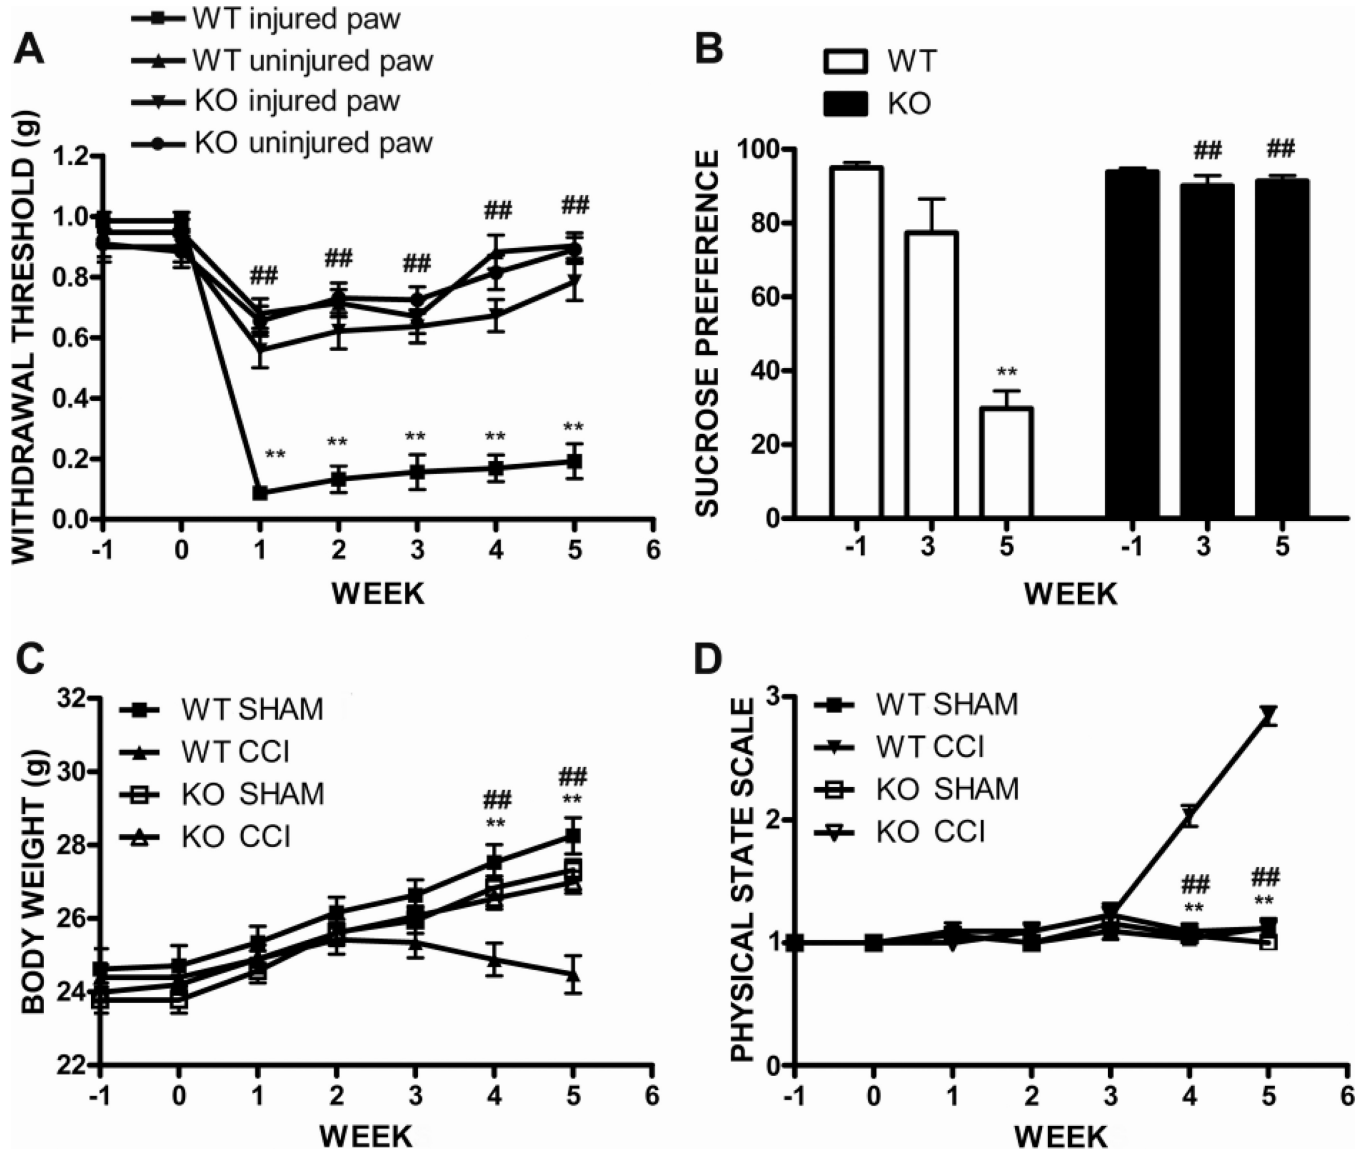 A
WT injured paw
WT uninjured paw
KO injured paw
KO uninjured paw
WITHDRAWAL THRESHOLD (g)
1.2
1.0
0.8
0.6
0.4
0.2
0.0
## ## ## ## ##
** ** ** ** **
-1 0 1 2 3 4 5 6
WEEK
B
WT
KO
SUCROSE PREFERENCE
100
80
60
40
20
0
**
## ##
-1 3 5 -1 3 5
WEEK
C
WT SHAM
WT CCI
KO SHAM
KO CCI
BODY WEIGHT (g)
32
30
28
26
24
22
## ##
** **
-1 0 1 2 3 4 5 6
WEEK
D
WT SHAM
WT CCI
KO SHAM
KO CCI
PHYSICAL STATE SCALE
3
2
1
0
## ##
** **
-1 0 1 2 3 4 5 6
WEEK